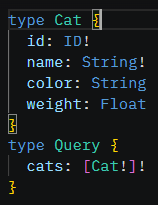 type Cat {
  id: ID!
  name: String!
  color: String
  weight: Float
}
type Query {
  cats: [Cat!]!
}